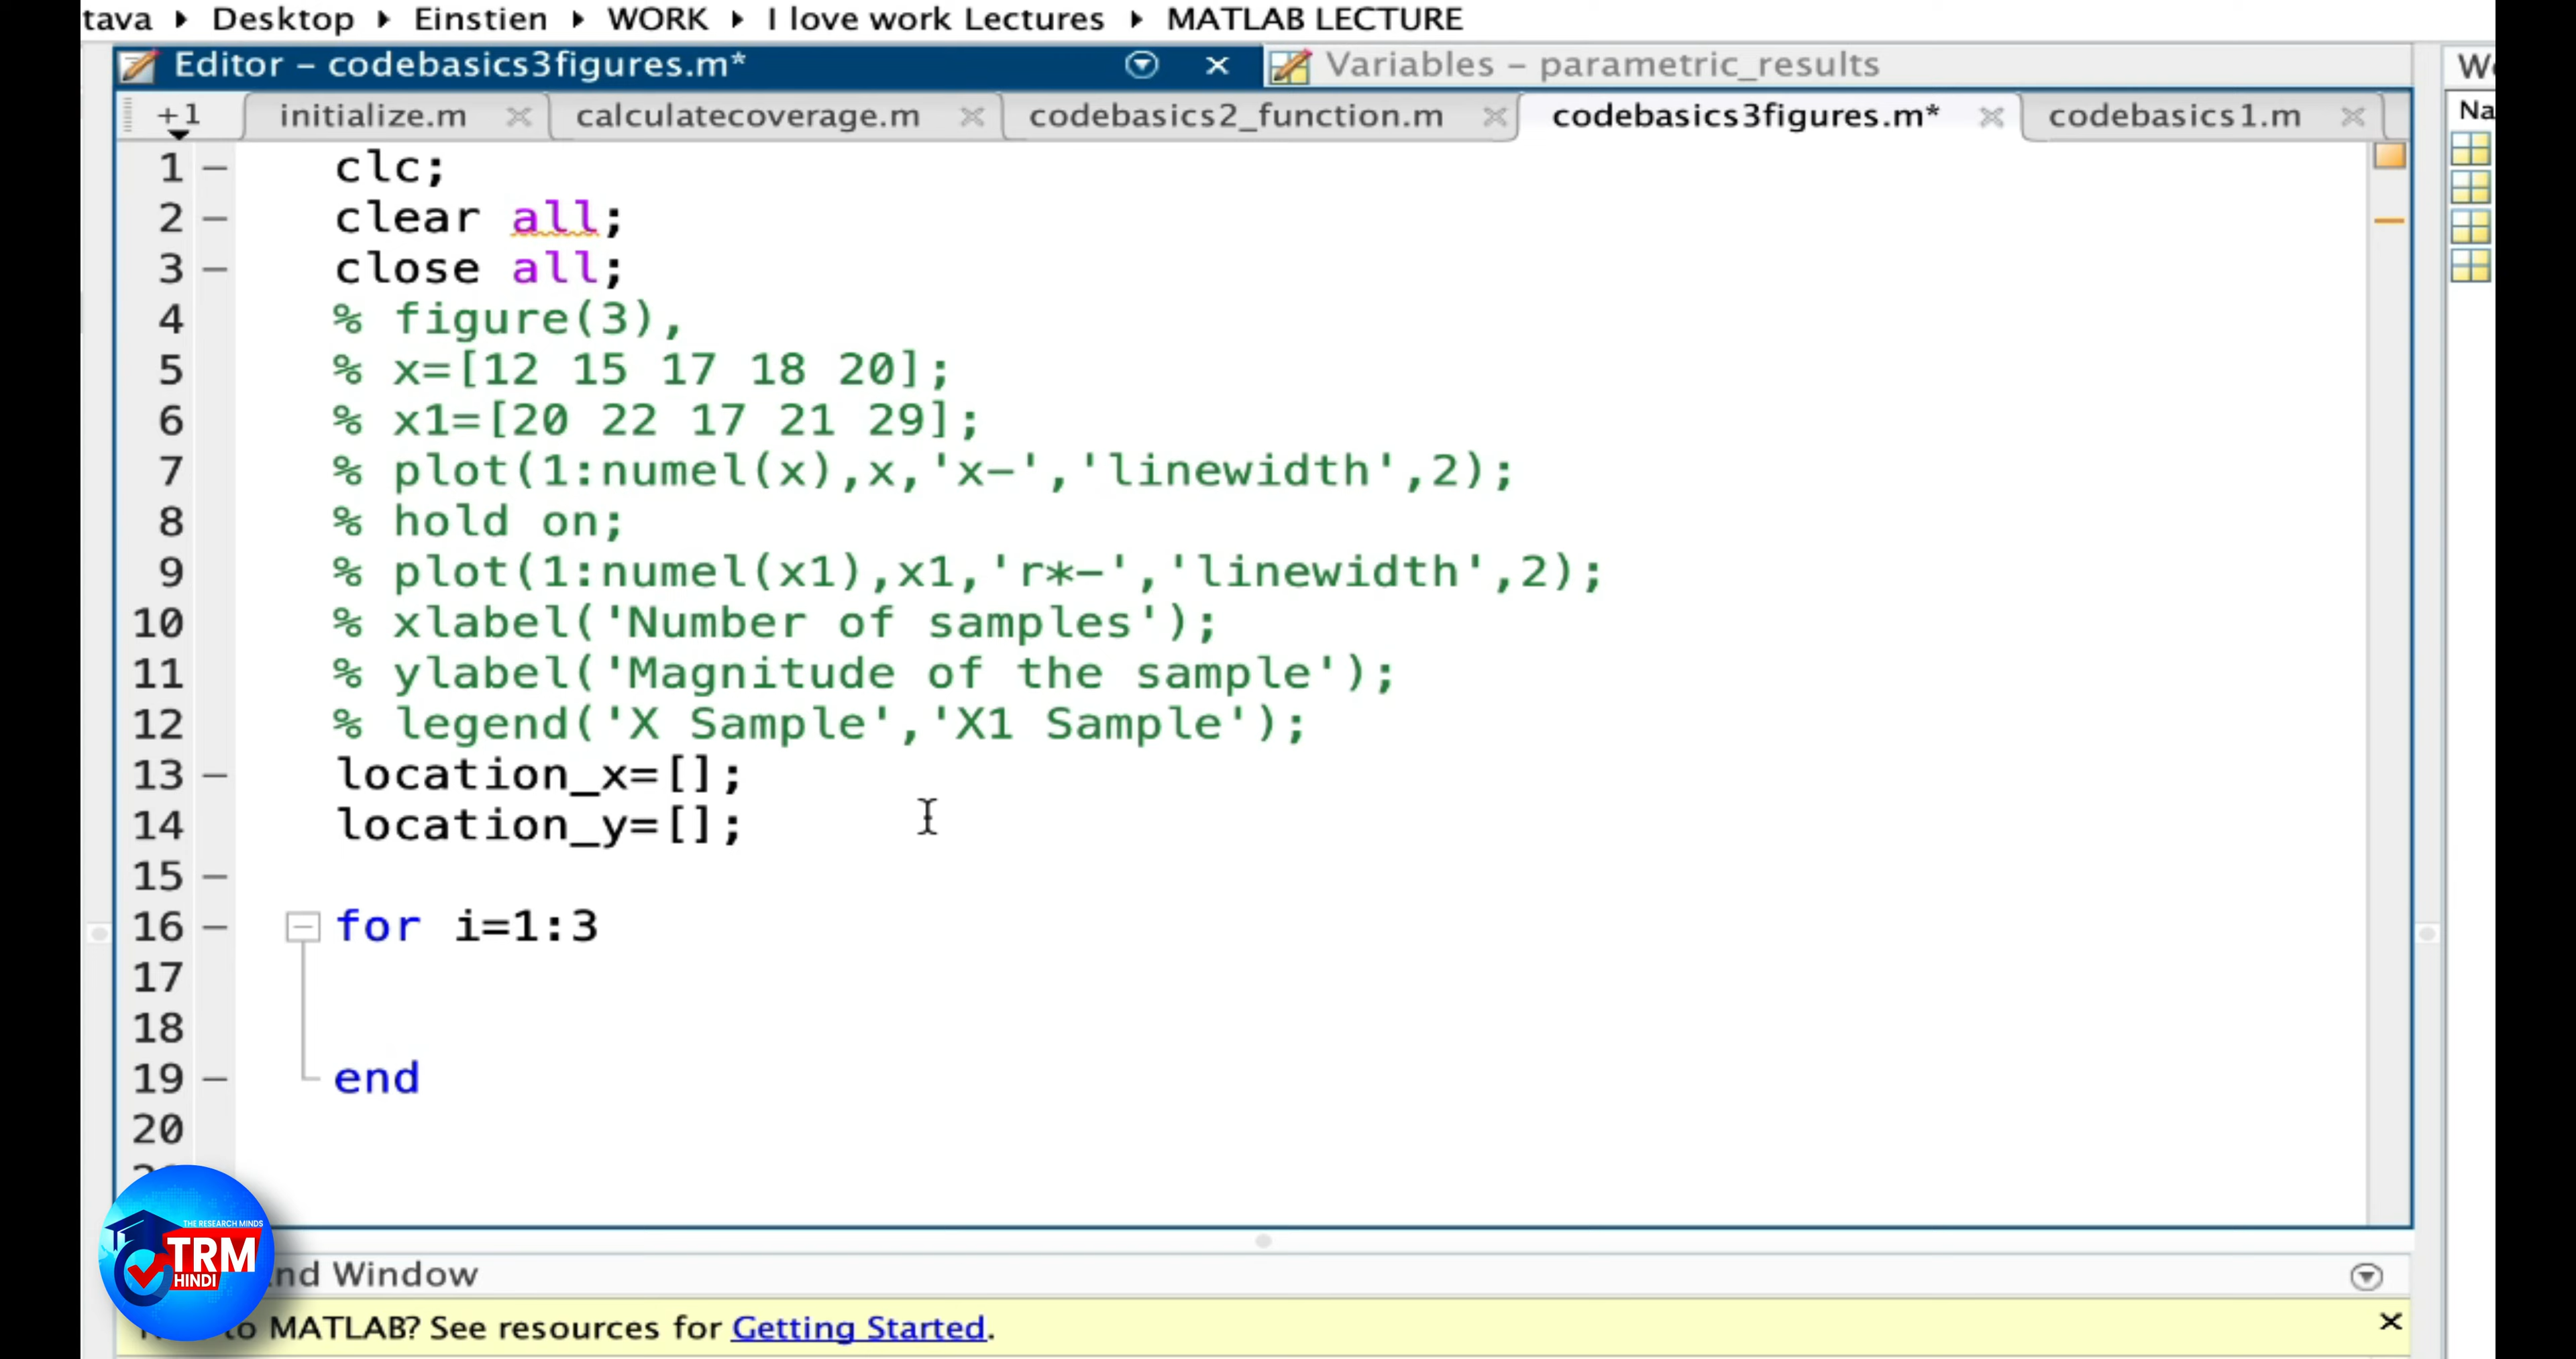 tava ▸ Desktop ▸ Einstien ▸ WORK ▸ I love work Lectures ▸ MATLAB LECTURE
Editor – codebasics3figures.m*
Variables – parametric_results
+1 initialize.m calculatecoverage.m codebasics2_function.m codebasics3figures.m* codebasics1.m
Na
1 – clc;
2 – clear all;
3 – close all;
4 % figure(3),
5 % x=[12 15 17 18 20];
6 % x1=[20 22 17 21 29];
7 % plot(1:numel(x),x,'x-','linewidth',2);
8 % hold on;
9 % plot(1:numel(x1),x1,'r*-','linewidth',2);
10 % xlabel('Number of samples');
11 % ylabel('Magnitude of the sample');
12 % legend('X Sample','X1 Sample');
13 – location_x=[];
14 – location_y=[];
15 –
16 – for i=1:3
17
18
19 – end
20
THE RESEARCH MINDS
TRM
HINDI
nd Window
to MATLAB? See resources for Getting Started.